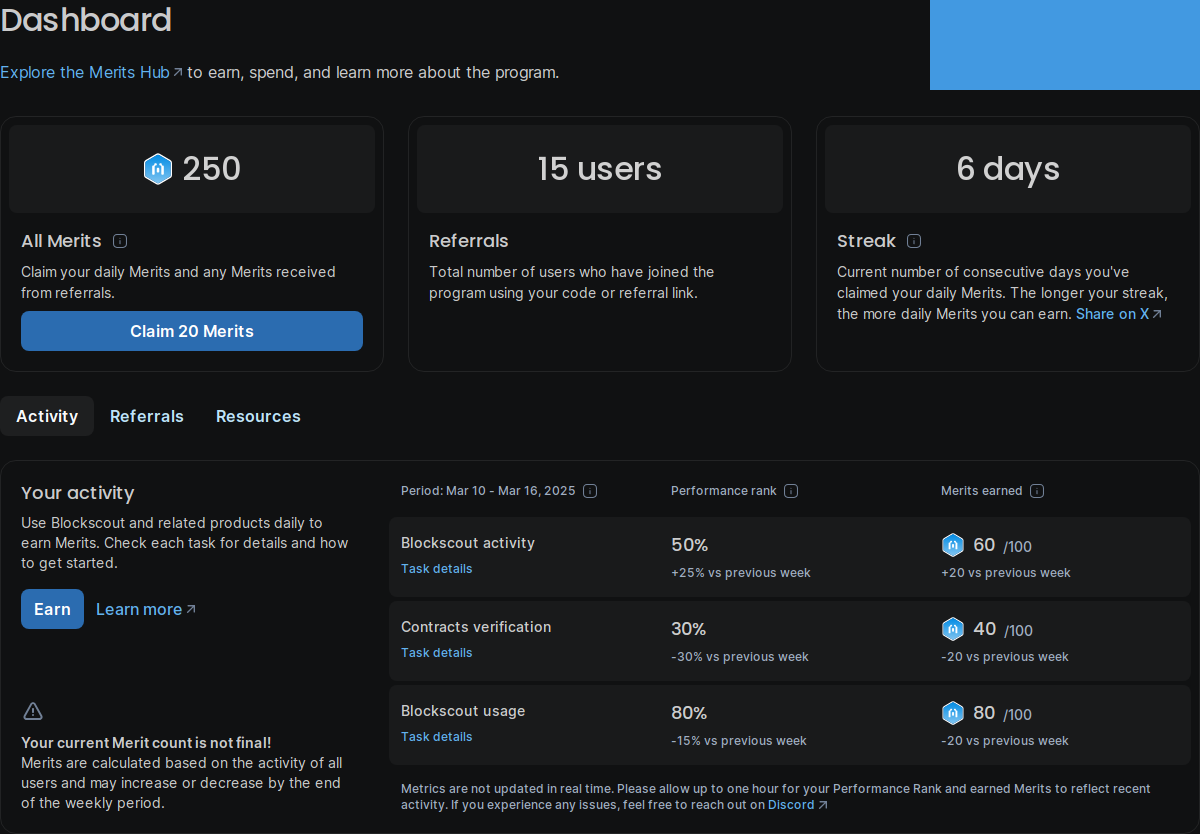 Dashboard
Explore the Merits Hub to earn, spend, and learn more about the program.
250
All Merits
Claim your daily Merits and any Merits received
from referrals.
Claim 20 Merits
15 users
Referrals
Total number of users who have joined the
program using your code or referral link.
6 days
Streak
Current number of consecutive days you've
claimed your daily Merits. The longer your streak,
the more daily Merits you can earn. Share on X
Activity Referrals Resources
Your activity
Use Blockscout and related products daily to
earn Merits. Check each task for details and how
to get started.
Earn Learn more
Your current Merit count is not final!
Merits are calculated based on the activity of all
users and may increase or decrease by the end
of the weekly period.
Period: Mar 10 - Mar 16, 2025 Performance rank Merits earned
Blockscout activity 50% 60 /100
Task details +25% vs previous week +20 vs previous week
Contracts verification 30% 40 /100
Task details -30% vs previous week -20 vs previous week
Blockscout usage 80% 80 /100
Task details -15% vs previous week -20 vs previous week
Metrics are not updated in real time. Please allow up to one hour for your Performance Rank and earned Merits to reflect recent
activity. If you experience any issues, feel free to reach out on Discord